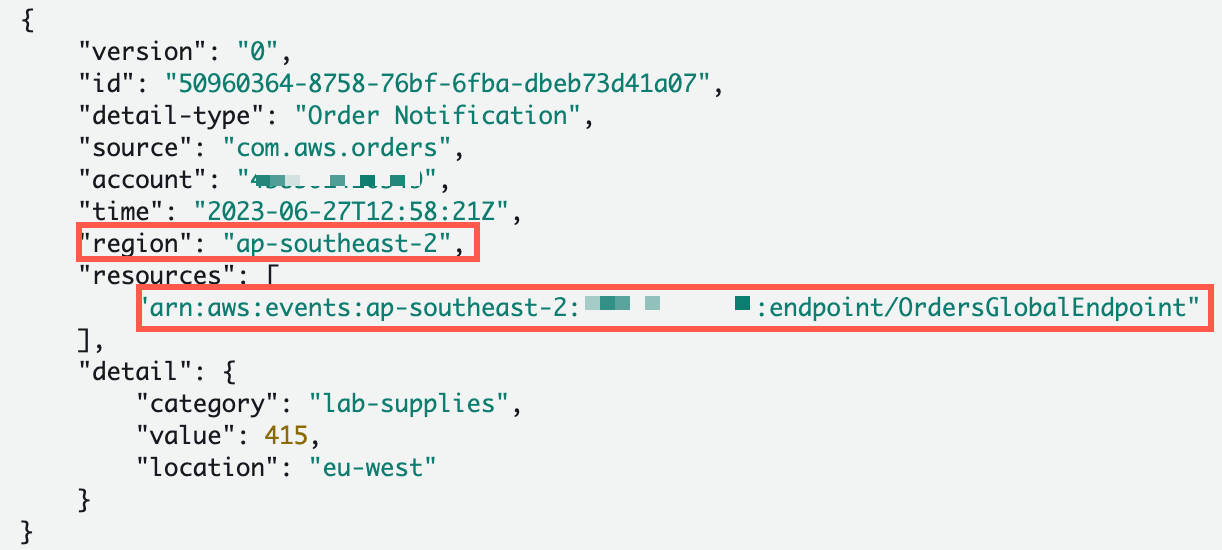 {
"version": "0",
"id": "50960364-8758-76bf-6fba-dbeb73d41a07",
"detail-type": "Order Notification",
"source": "com.aws.orders",
"account": "
",
"time": "2023-06-27T12:58:21Z",
"region": "ap-southeast-2",
"resources": [
"arn:aws:events:ap-southeast-2:
:endpoint/OrdersGlobalEndpoint"
],
"detail": {
"category": "lab-supplies",
"value": 415,
"location": "eu-west"
}
}